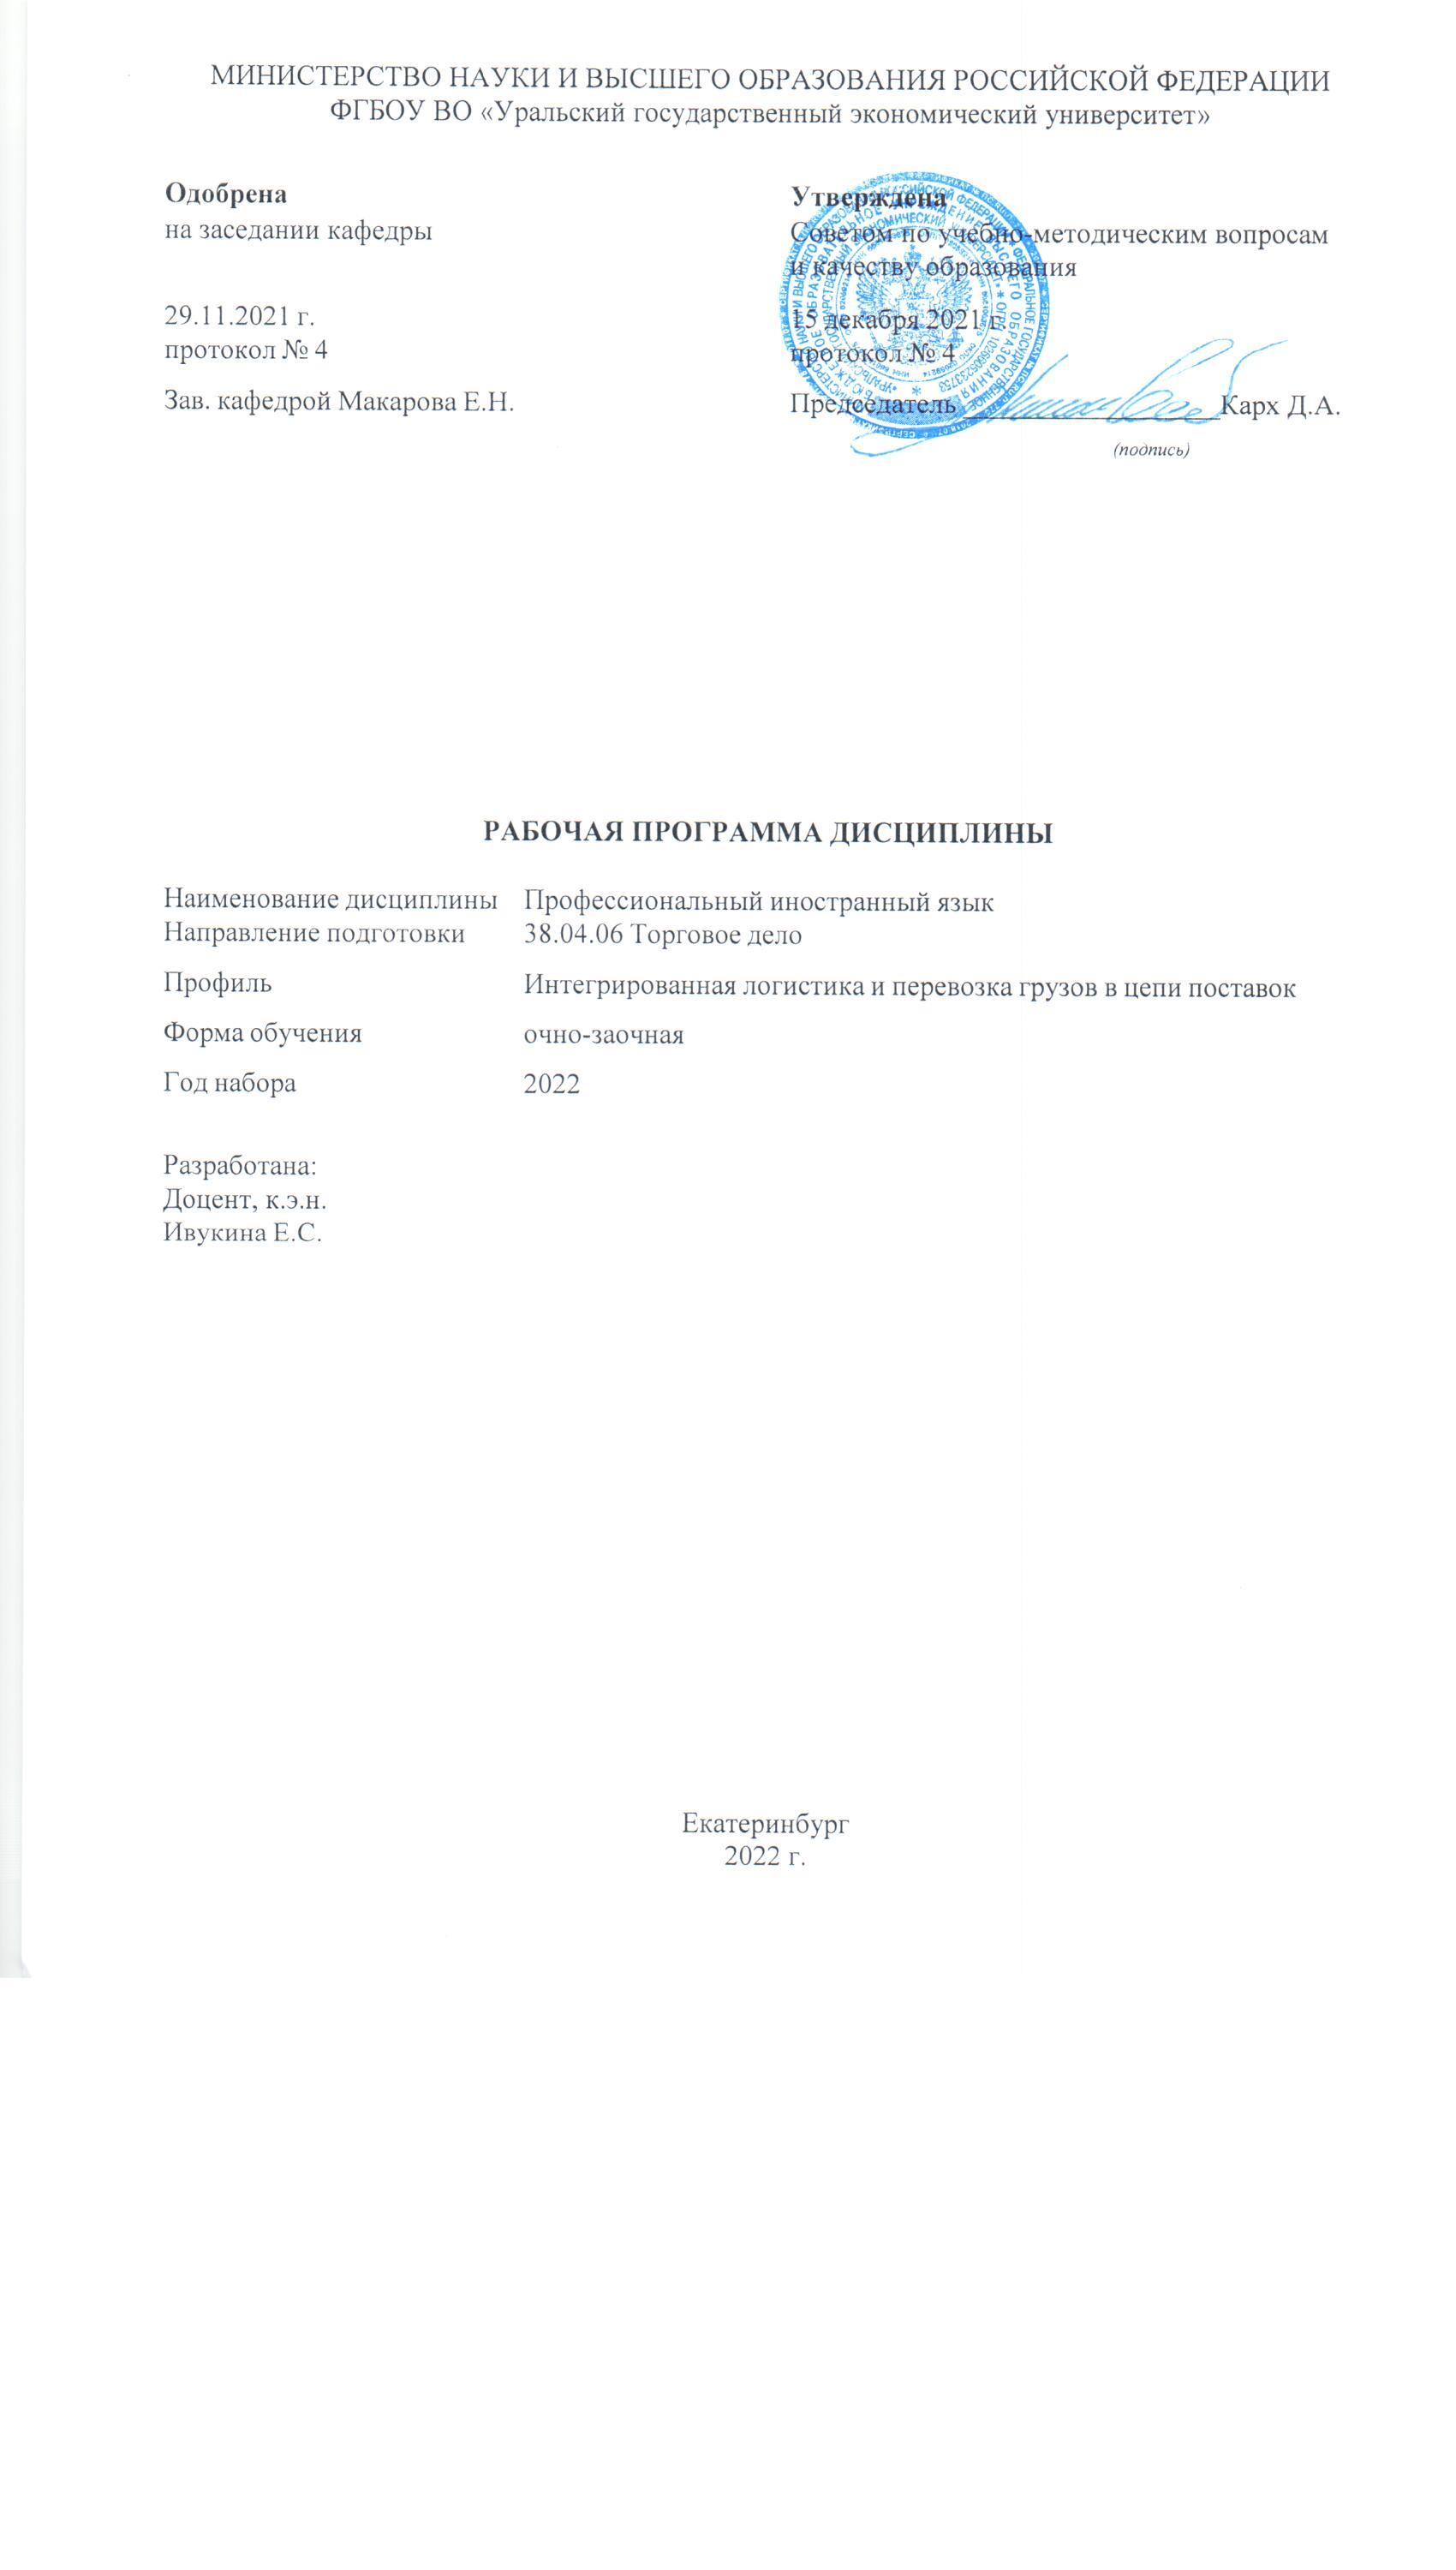 МИНИСТЕРСТВО НАУКИ И ВЫСШЕГО ОБРАЗОВАНИЯ РОССИЙСКОЙ ФЕДЕРАЦИИ
ФГБОУ ВО «Уральский государственный экономический университет»
Одобрена
на заседании кафедры
29.11.2021 г.
протокол № 4
Зав. кафедрой Макарова Е.Н.
Утверждена
Советом по учебно-методическим вопросам
и качеству образования
15 декабря 2021 г.
протокол № 4
Председатель Карх Д.А.
(подпись)
РАБОЧАЯ ПРОГРАММА ДИСЦИПЛИНЫ
Наименование дисциплины Профессиональный иностранный язык
Направление подготовки 38.04.06 Торговое дело
Профиль Интегрированная логистика и перевозка грузов в цепи поставок
Форма обучения очно-заочная
Год набора 2022
Разработана:
Доцент, к.э.н.
Ивукина Е.С.
Екатеринбург
2022 г.